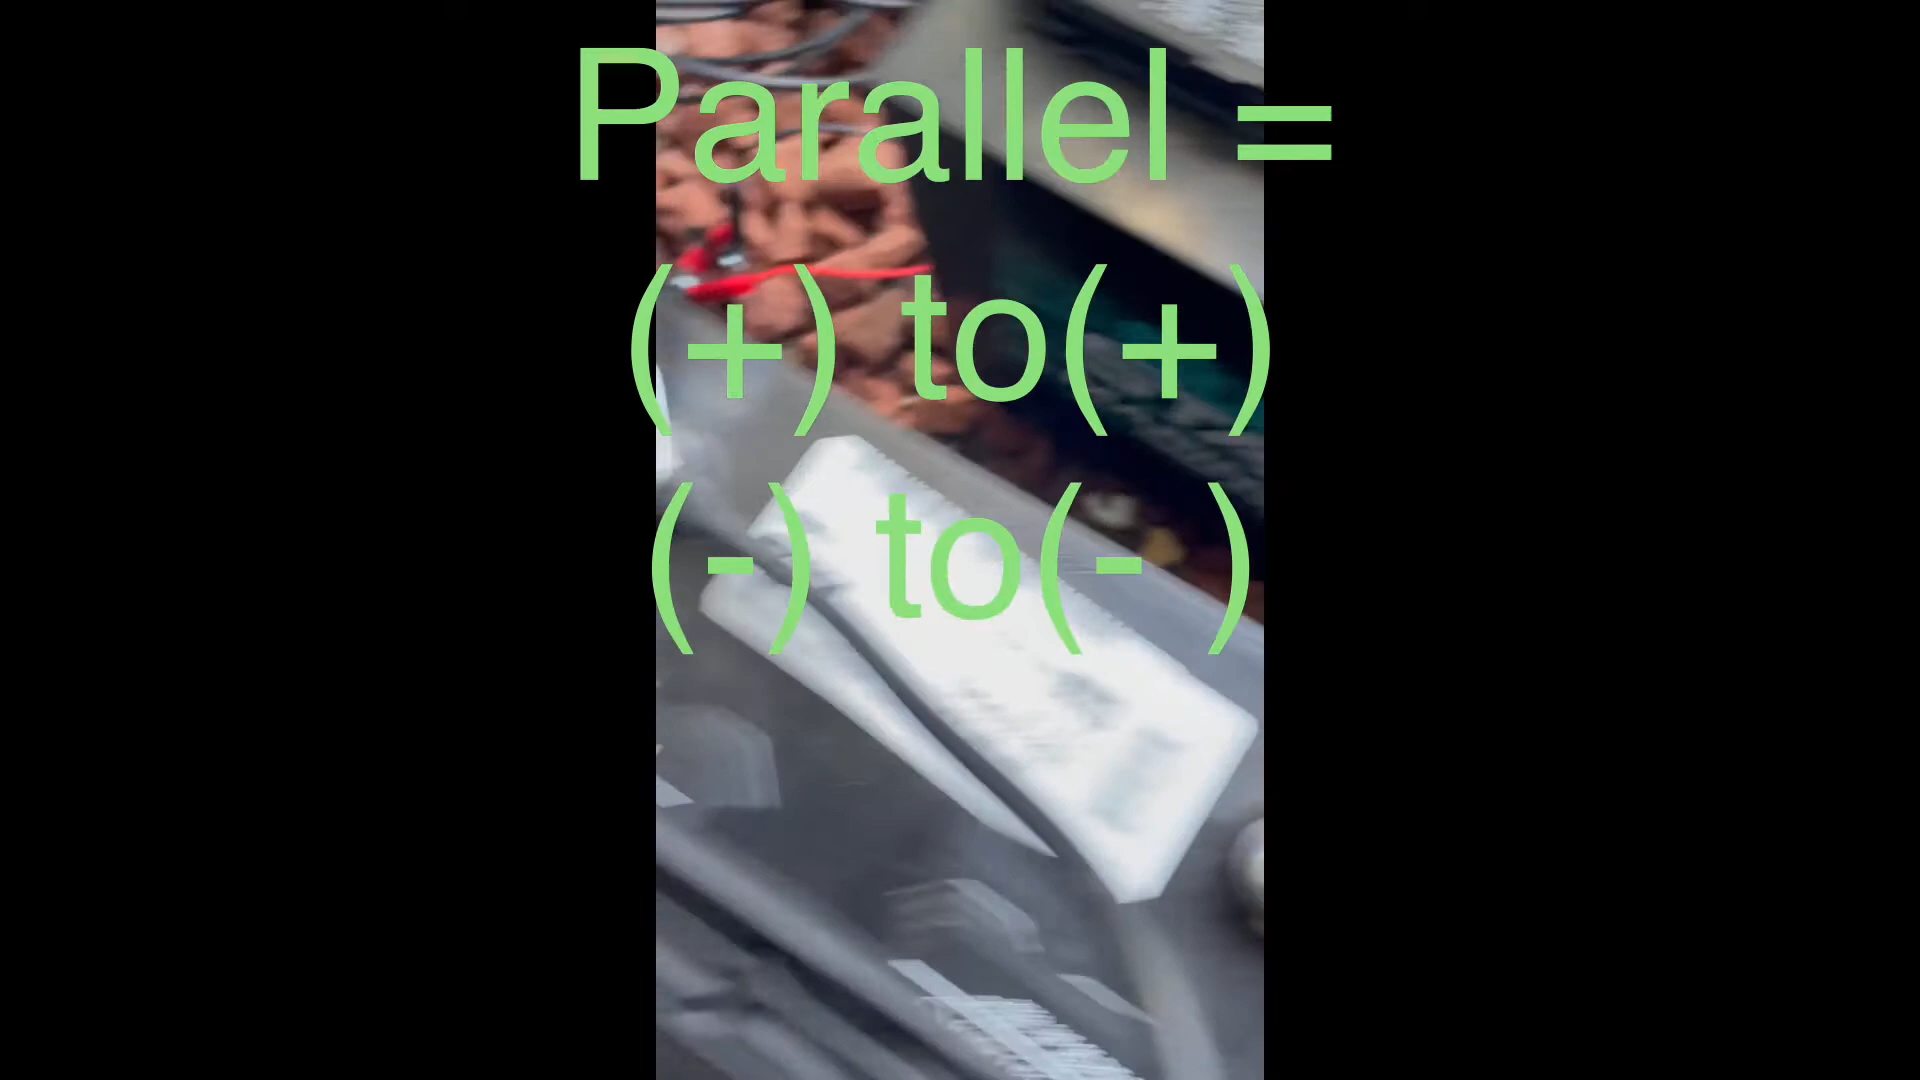 Parallel =
(+) to(+)
(-) to(- )